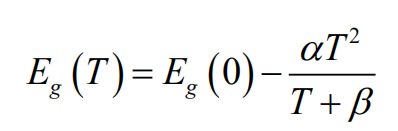 E_g (T) = E_g (0) − αT² / (T + β)